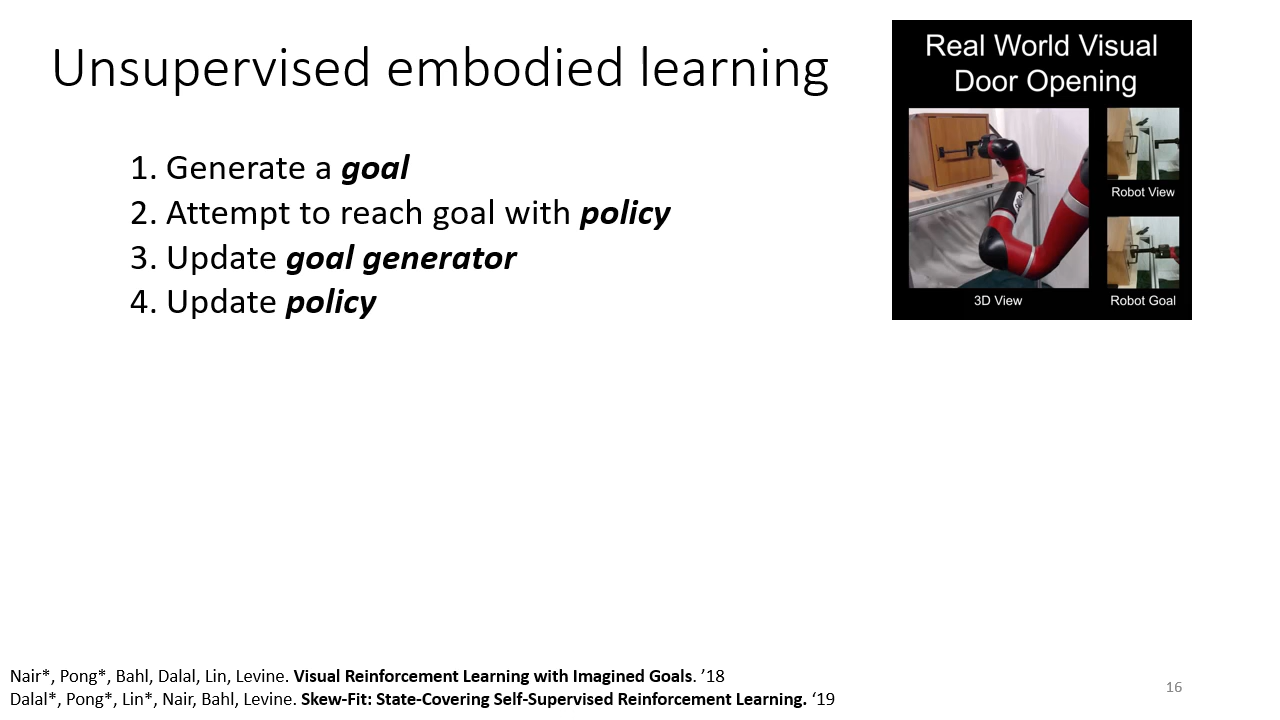 Unsupervised embodied learning
1. Generate a goal
2. Attempt to reach goal with policy
3. Update goal generator
4. Update policy
Real World Visual
Door Opening
Robot View
3D View
Robot Goal
Nair*, Pong*, Bahl, Dalal, Lin, Levine. Visual Reinforcement Learning with Imagined Goals. ’18
Dalal*, Pong*, Lin*, Nair, Bahl, Levine. Skew-Fit: State-Covering Self-Supervised Reinforcement Learning. ‘19
16